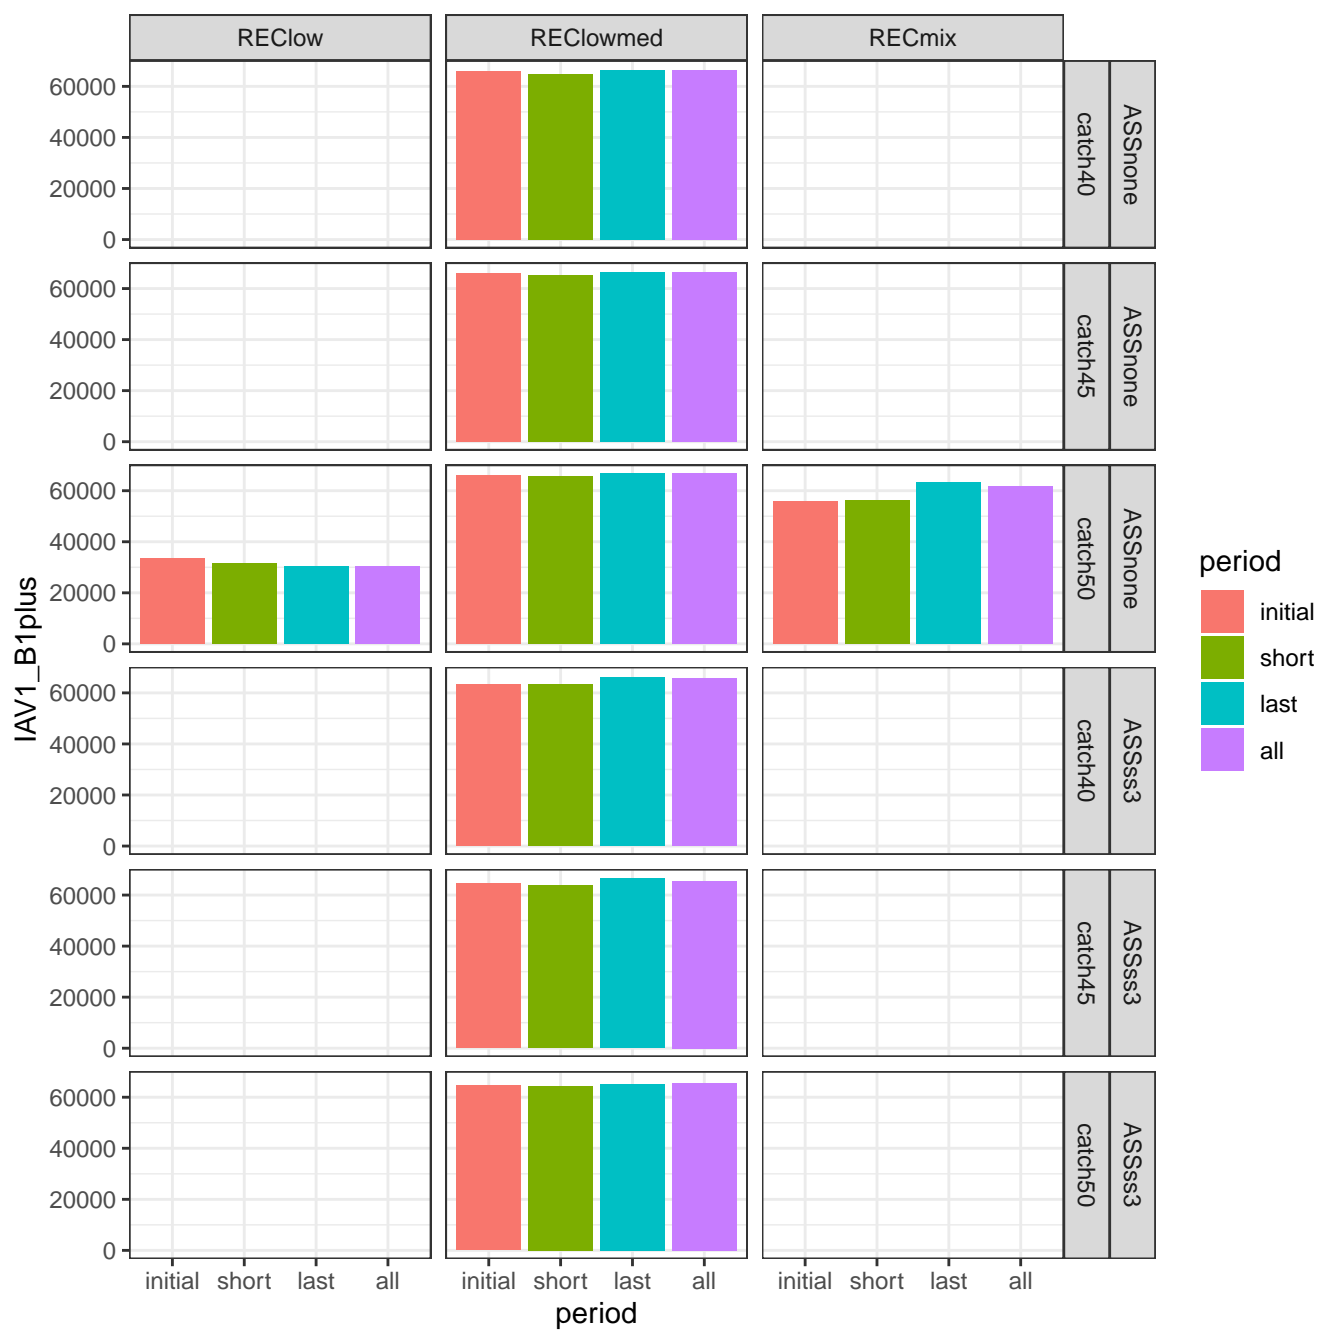 REClow REClowmed RECmix
60000
40000
20000
0
catch40 ASSnone
60000
40000
20000
0
catch45 ASSnone
60000
40000
20000
0
catch50 ASSnone
60000
40000
20000
0
catch40 ASSss3
60000
40000
20000
0
catch45 ASSss3
60000
40000
20000
0
catch50 ASSss3
IAV1_B1plus
initial short last all initial short last all initial short last all
period
period
initial
short
last
all